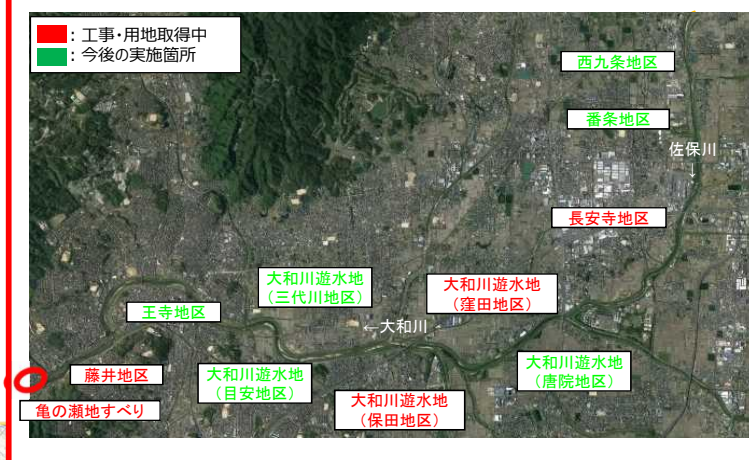 ：工事・用地取得中
：今後の実施箇所
西九条地区
番条地区
佐保川
↓
長安寺地区
大和川遊水地
（三代川地区）
大和川遊水地
（窪田地区）
王寺地区
←大和川
藤井地区
大和川遊水地
（目安地区）
大和川遊水地
（唐院地区）
大和川遊水地
（保田地区）
亀の瀬地すべり